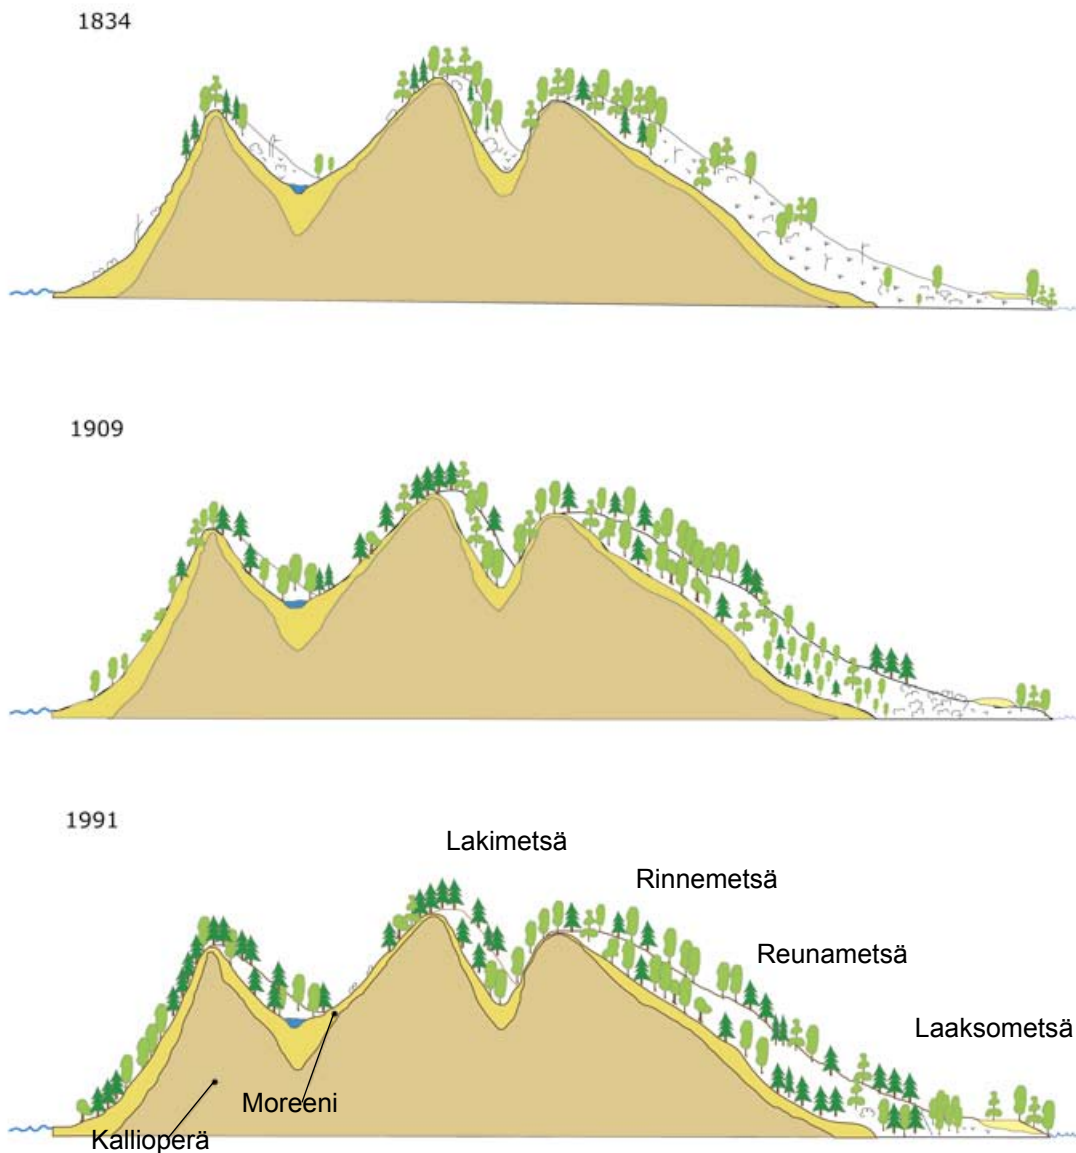 1834
1909
1991
Lakimetsä
Rinnemetsä
Reunametsä
Laaksometsä
Moreeni
Kallioperä